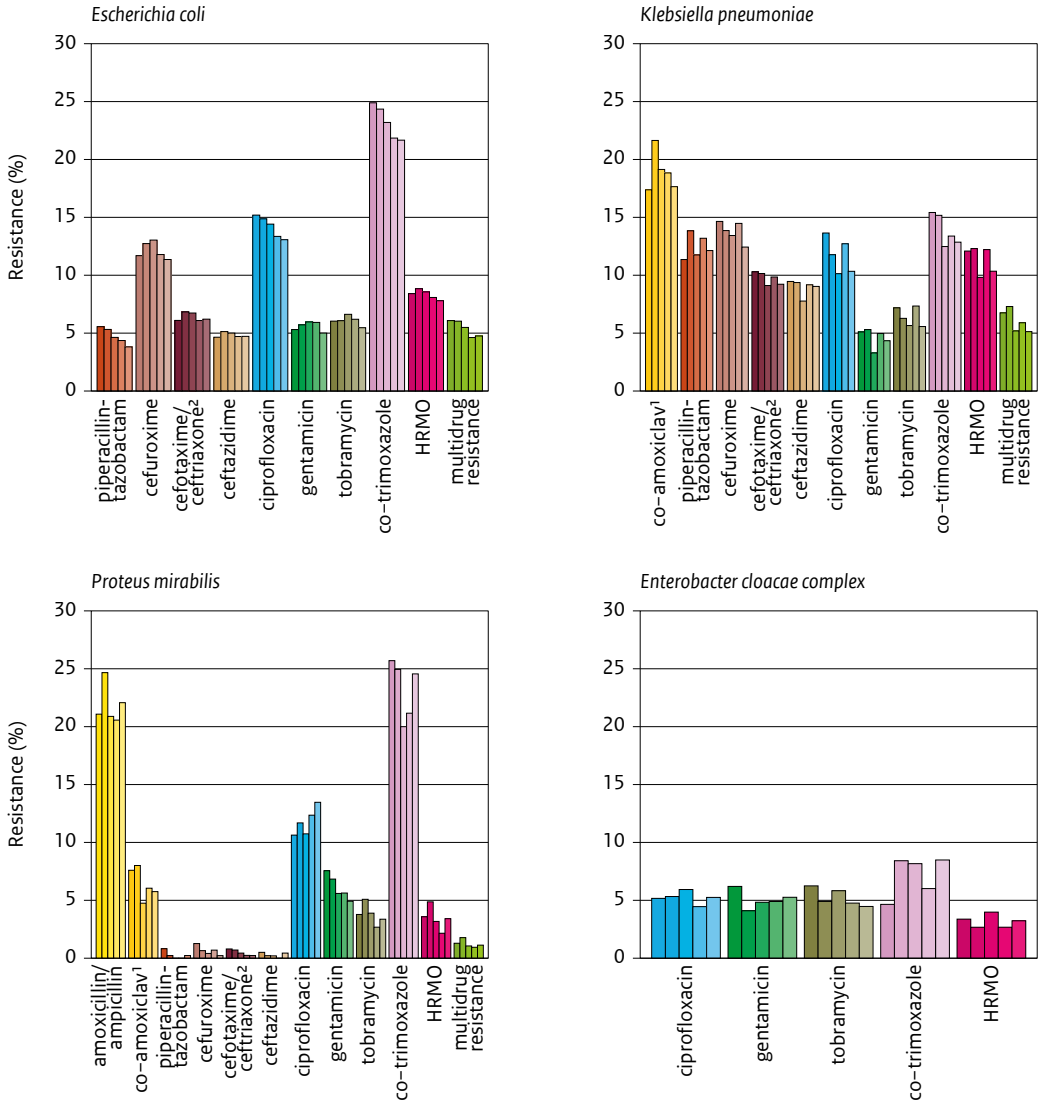 Escherichia coli
Resistance (%)
30
25
20
15
10
5
0
piperacillin-
tazobactam
cefuroxime
cefotaxime/
ceftriaxone²
ceftazidime
ciprofloxacin
gentamicin
tobramycin
co-trimoxazole
HRMO
multidrug
resistance
Klebsiella pneumoniae
30
25
20
15
10
5
0
co-amoxiclav¹
piperacillin-
tazobactam
cefuroxime
cefotaxime/
ceftriaxone²
ceftazidime
ciprofloxacin
gentamicin
tobramycin
co-trimoxazole
HRMO
multidrug
resistance
Proteus mirabilis
Resistance (%)
30
25
20
15
10
5
0
amoxicillin/
ampicillin
co-amoxiclav¹
piperacillin-
tazobactam
cefuroxime
cefotaxime/
ceftriaxone²
ceftazidime
ciprofloxacin
gentamicin
tobramycin
co-trimoxazole
HRMO
multidrug
resistance
Enterobacter cloacae complex
30
25
20
15
10
5
0
ciprofloxacin
gentamicin
tobramycin
co-trimoxazole
HRMO